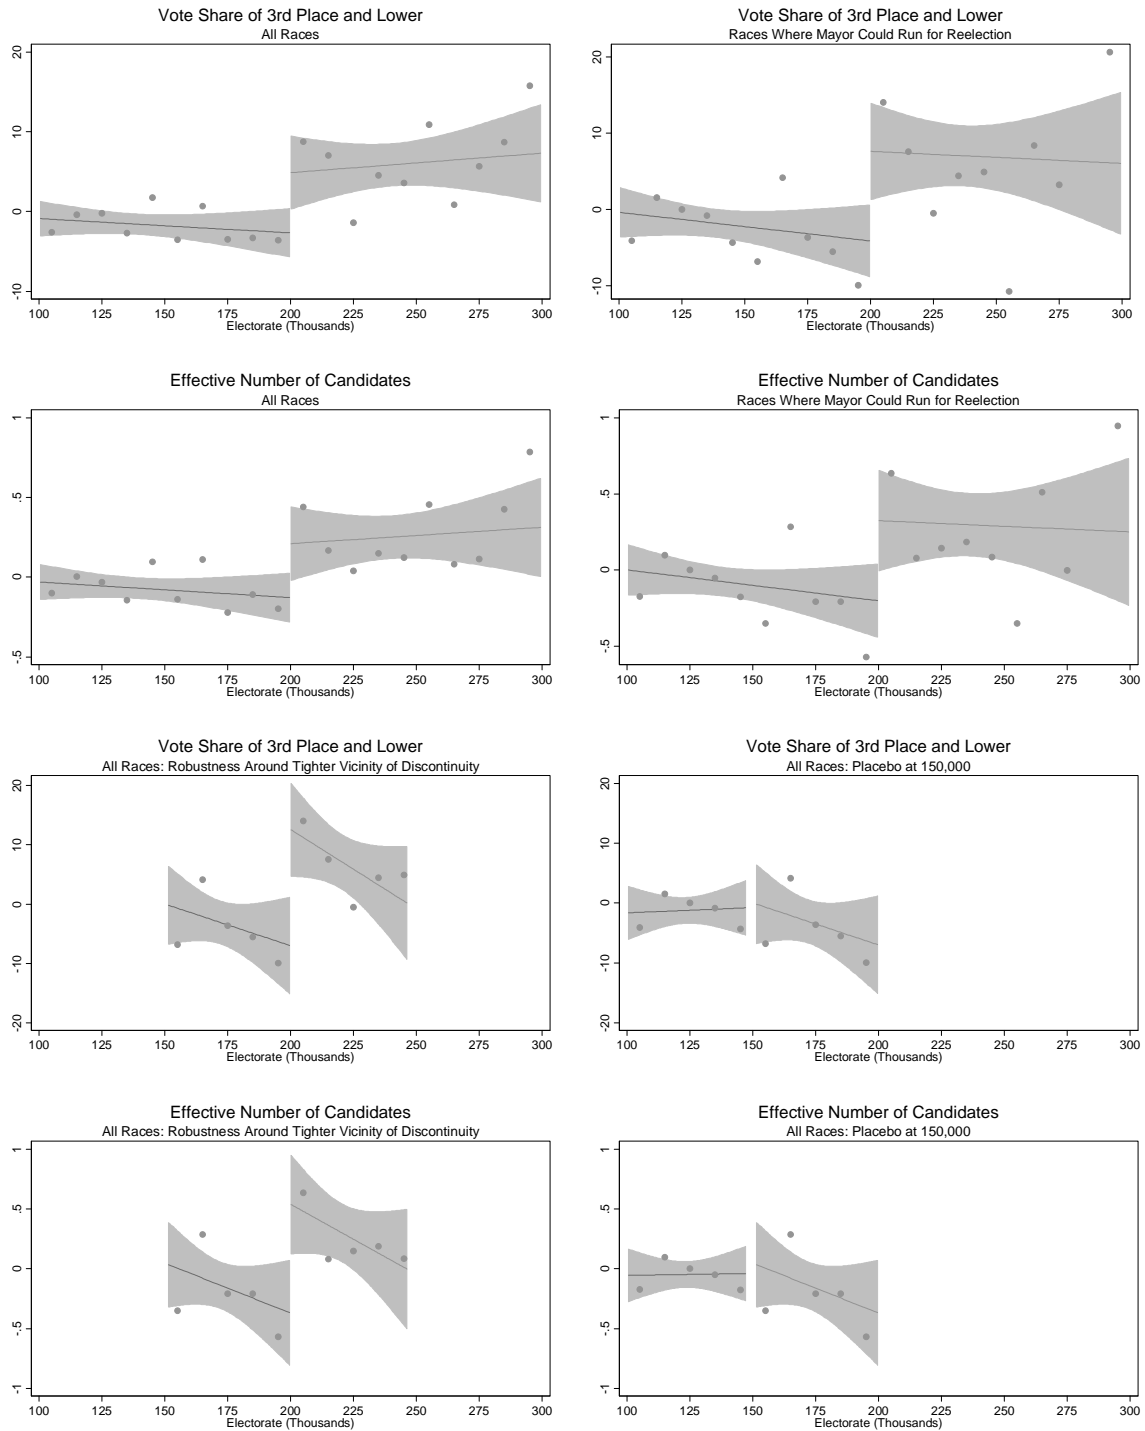 Vote Share of 3rd Place and Lower
All Races
20
10
0
-10
100 125 150 175 200 225 250 275 300
Electorate (Thousands)
Vote Share of 3rd Place and Lower
Races Where Mayor Could Run for Reelection
20
10
0
-10
100 125 150 175 200 225 250 275 300
Electorate (Thousands)
Effective Number of Candidates
All Races
1
.5
0
-.5
100 125 150 175 200 225 250 275 300
Electorate (Thousands)
Effective Number of Candidates
Races Where Mayor Could Run for Reelection
1
.5
0
-.5
100 125 150 175 200 225 250 275 300
Electorate (Thousands)
Vote Share of 3rd Place and Lower
All Races: Robustness Around Tighter Vicinity of Discontinuity
20
10
0
-10
-20
100 125 150 175 200 225 250 275 300
Electorate (Thousands)
Vote Share of 3rd Place and Lower
All Races: Placebo at 150,000
20
10
0
-10
-20
100 125 150 175 200 225 250 275 300
Electorate (Thousands)
Effective Number of Candidates
All Races: Robustness Around Tighter Vicinity of Discontinuity
1
.5
0
-.5
-1
100 125 150 175 200 225 250 275 300
Electorate (Thousands)
Effective Number of Candidates
All Races: Placebo at 150,000
1
.5
0
-.5
-1
100 125 150 175 200 225 250 275 300
Electorate (Thousands)